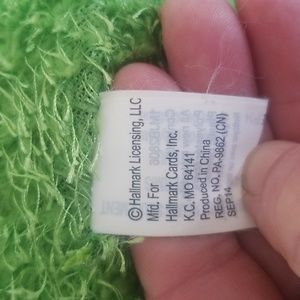 ©Hallmark Licensing, LLC
Mfd. For
Hallmark Cards, Inc.
K.C. MO 64141
Produced in China
REG. NO. PA-9862 (CN)
SEP14